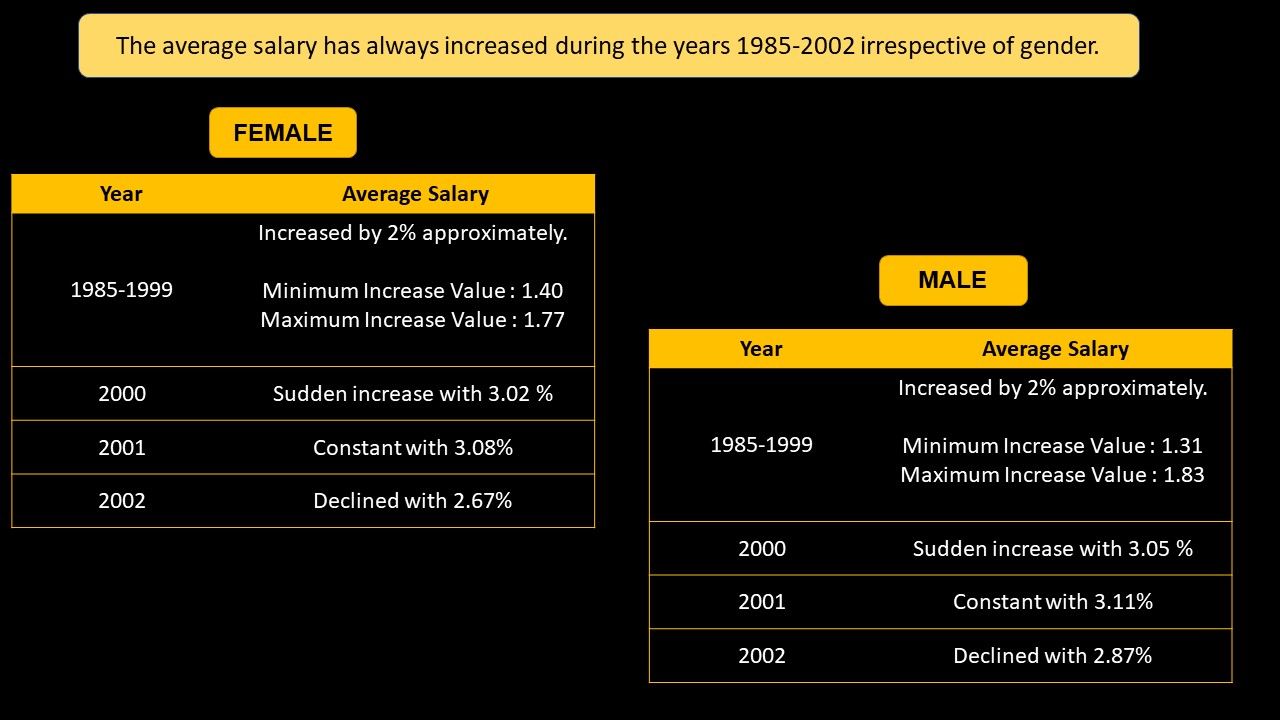 The average salary has always increased during the years 1985-2002 irrespective of gender.
FEMALE
Year Average Salary
Increased by 2% approximately.
1985-1999 Minimum Increase Value : 1.40
Maximum Increase Value : 1.77
2000 Sudden increase with 3.02 %
2001 Constant with 3.08%
2002 Declined with 2.67%
MALE
Year Average Salary
Increased by 2% approximately.
1985-1999 Minimum Increase Value : 1.31
Maximum Increase Value : 1.83
2000 Sudden increase with 3.05 %
2001 Constant with 3.11%
2002 Declined with 2.87%